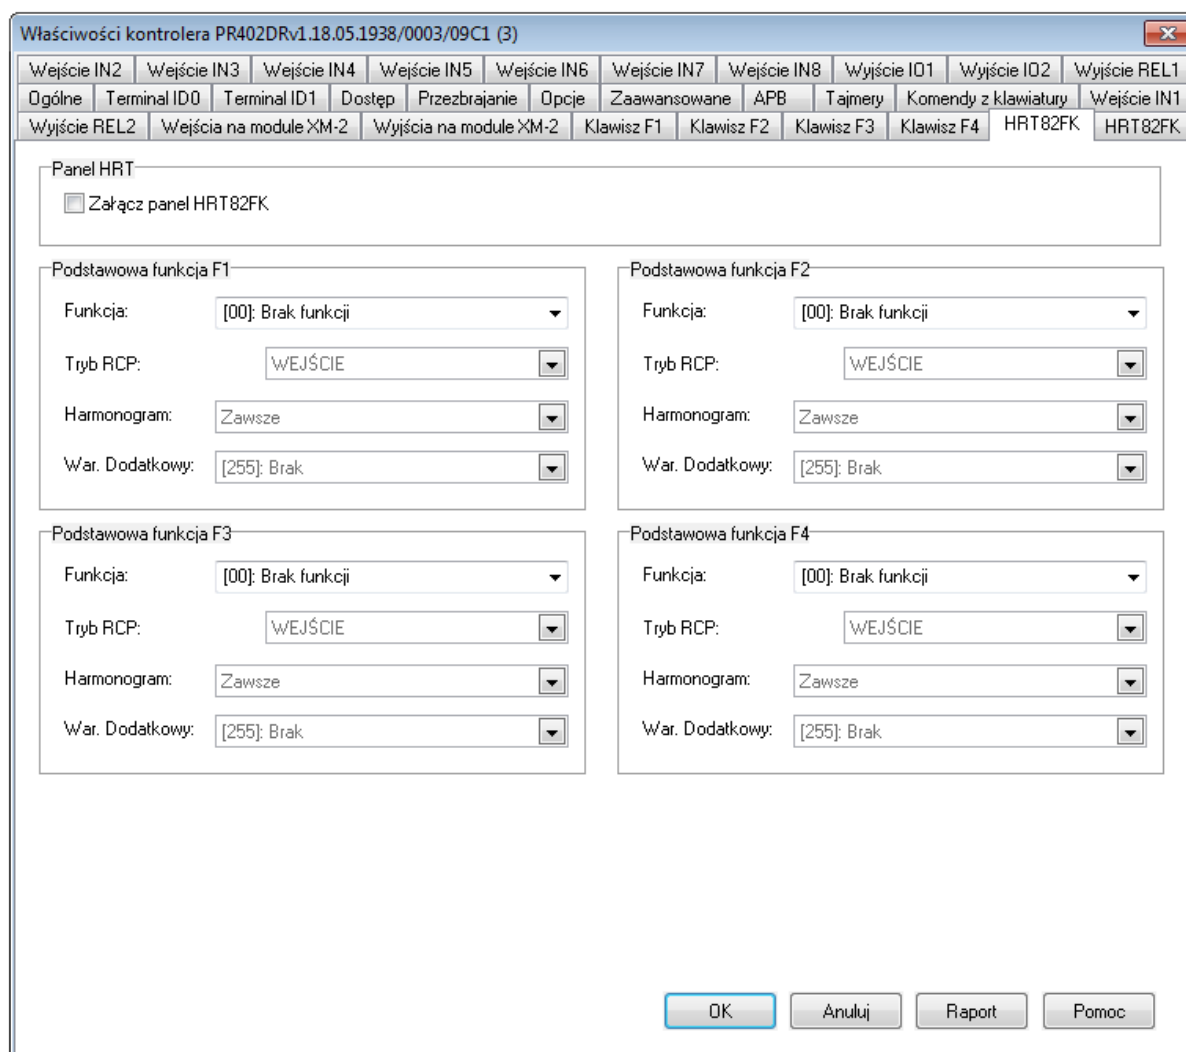 Właściwości kontrolera PR402DRv1.18.05.1938/0003/09C1 (3)
Wejście IN2 Wejście IN3 Wejście IN4 Wejście IN5 Wejście IN6 Wejście IN7 Wejście IN8 Wyjście IO1 Wyjście IO2 Wyjście REL1
Ogólne Terminal ID0 Terminal ID1 Dostęp Przezbrajanie Opcje Zaawansowane APB Tajmery Komendy z klawiatury Wejście IN1
Wyjście REL2 Wejścia na module XM-2 Wyjścia na module XM-2 Klawisz F1 Klawisz F2 Klawisz F3 Klawisz F4 HRT82FK HRT82FK
Panel HRT
Załącz panel HRT82FK
Podstawowa funkcja F1
Funkcja: [00]: Brak funkcji
Tryb RCP: WEJŚCIE
Harmonogram: Zawsze
War. Dodatkowy: [255]: Brak
Podstawowa funkcja F2
Funkcja: [00]: Brak funkcji
Tryb RCP: WEJŚCIE
Harmonogram: Zawsze
War. Dodatkowy: [255]: Brak
Podstawowa funkcja F3
Funkcja: [00]: Brak funkcji
Tryb RCP: WEJŚCIE
Harmonogram: Zawsze
War. Dodatkowy: [255]: Brak
Podstawowa funkcja F4
Funkcja: [00]: Brak funkcji
Tryb RCP: WEJŚCIE
Harmonogram: Zawsze
War. Dodatkowy: [255]: Brak
OK Anuluj Raport Pomoc